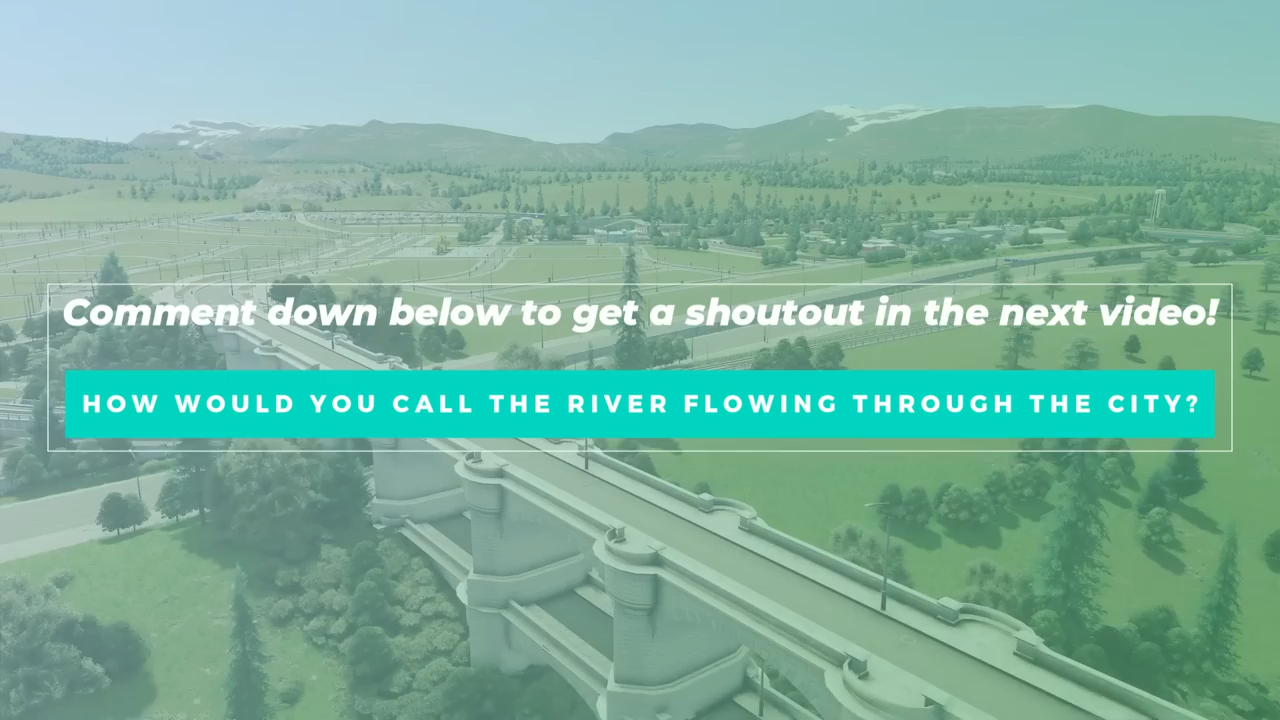 Comment down below to get a shoutout in the next video!
HOW WOULD YOU CALL THE RIVER FLOWING THROUGH THE CITY?